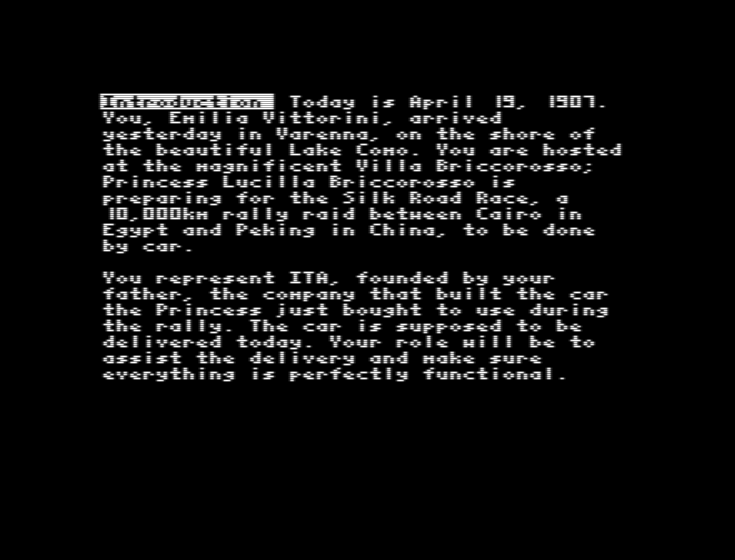 Introduction Today is April 19, 1907.
You, Emilia Vittorini, arrived
yesterday in Varenna, on the shore of
the beautiful Lake Como. You are hosted
at the magnificent Villa Briccorosso;
Princess Lucilla Briccorosso is
preparing for the Silk Road Race, a
10,000km rally raid between Cairo in
Egypt and Peking in China, to be done
by car.
You represent ITA, founded by your
father, the company that built the car
the Princess just bought to use during
the rally. The car is supposed to be
delivered today. Your role will be to
assist the delivery and make sure
everything is perfectly functional.